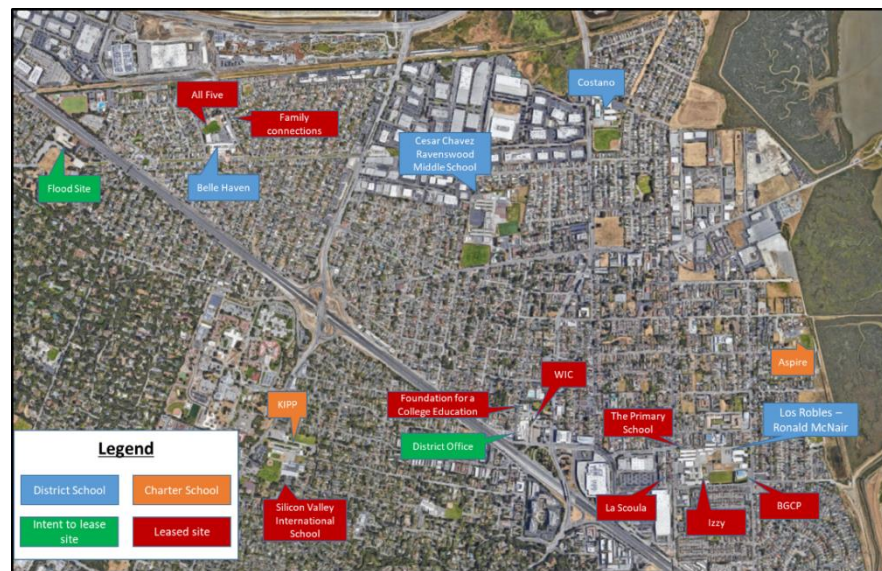 Costano
All Five
Family
connections
Cesar Chavez
Ravenswood
Middle School
Flood Site
Belle Haven
Aspire
WIC
KIPP
Foundation for a
College Education
The Primary
School
Los Robles –
Ronald McNair
District Office
Legend
District School
Charter School
Intent to lease
site
Leased site
Silicon Valley
International
School
La Scoula
Izzy
BGCP